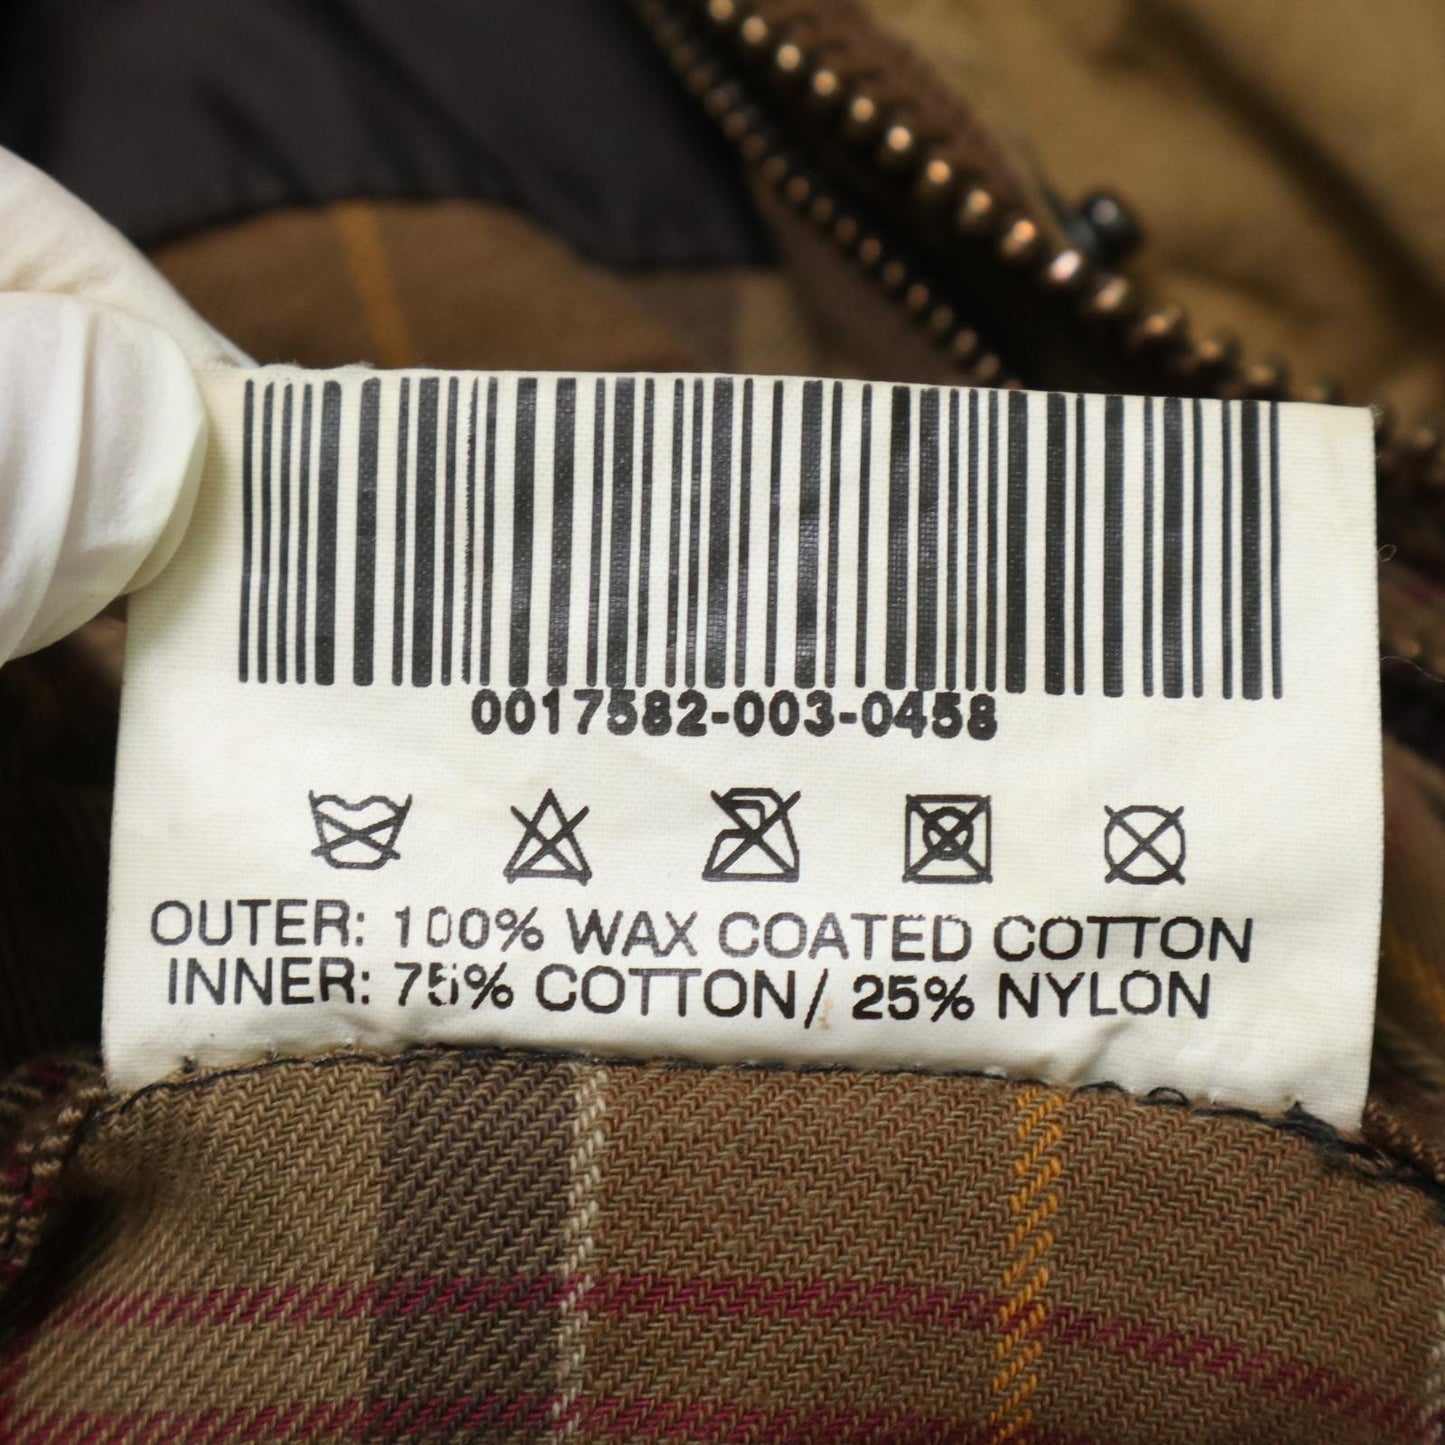 0017582-003-0458
OUTER: 100% WAX COATED COTTON
INNER: 75% COTTON/ 25% NYLON